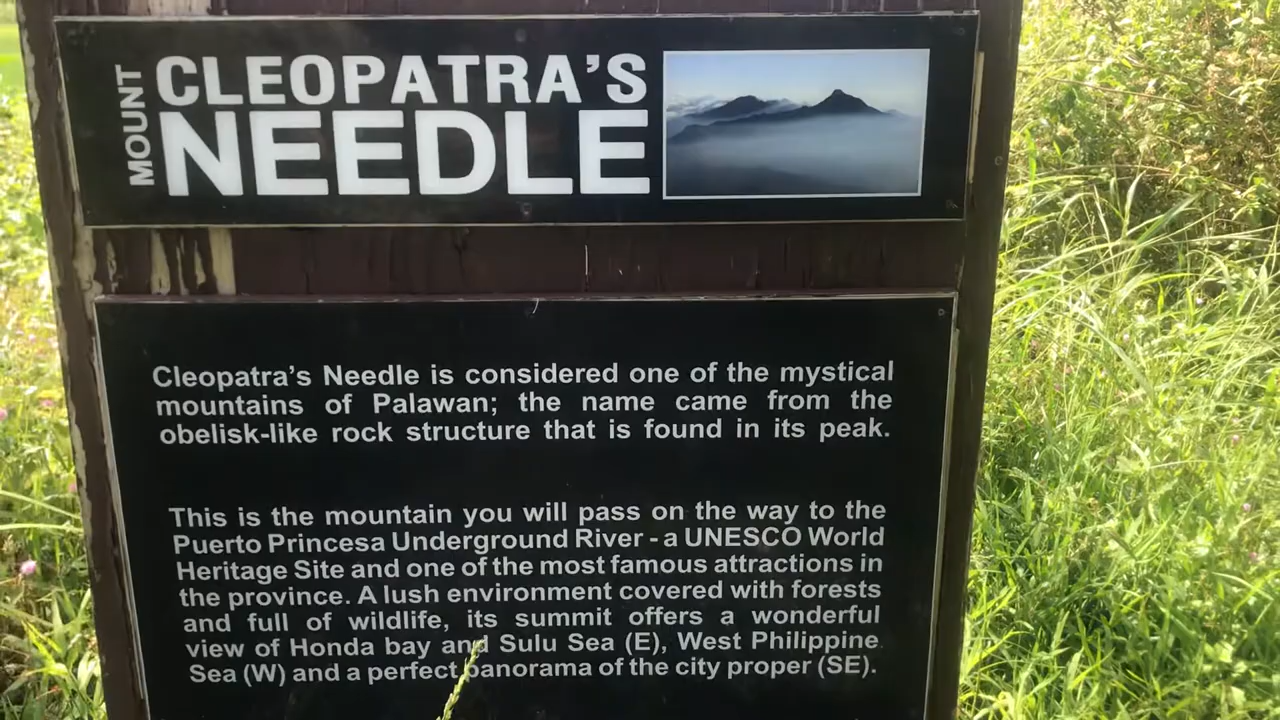 MOUNT
CLEOPATRA'S
NEEDLE
Cleopatra's Needle is considered one of the mystical
mountains of Palawan; the name came from the
obelisk-like rock structure that is found in its peak.
This is the mountain you will pass on the way to the
Puerto Princesa Underground River - a UNESCO World
Heritage Site and one of the most famous attractions in
the province. A lush environment covered with forests
and full of wildlife, its summit offers a wonderful
view of Honda bay and Sulu Sea (E), West Philippine
Sea (W) and a perfect panorama of the city proper (SE).